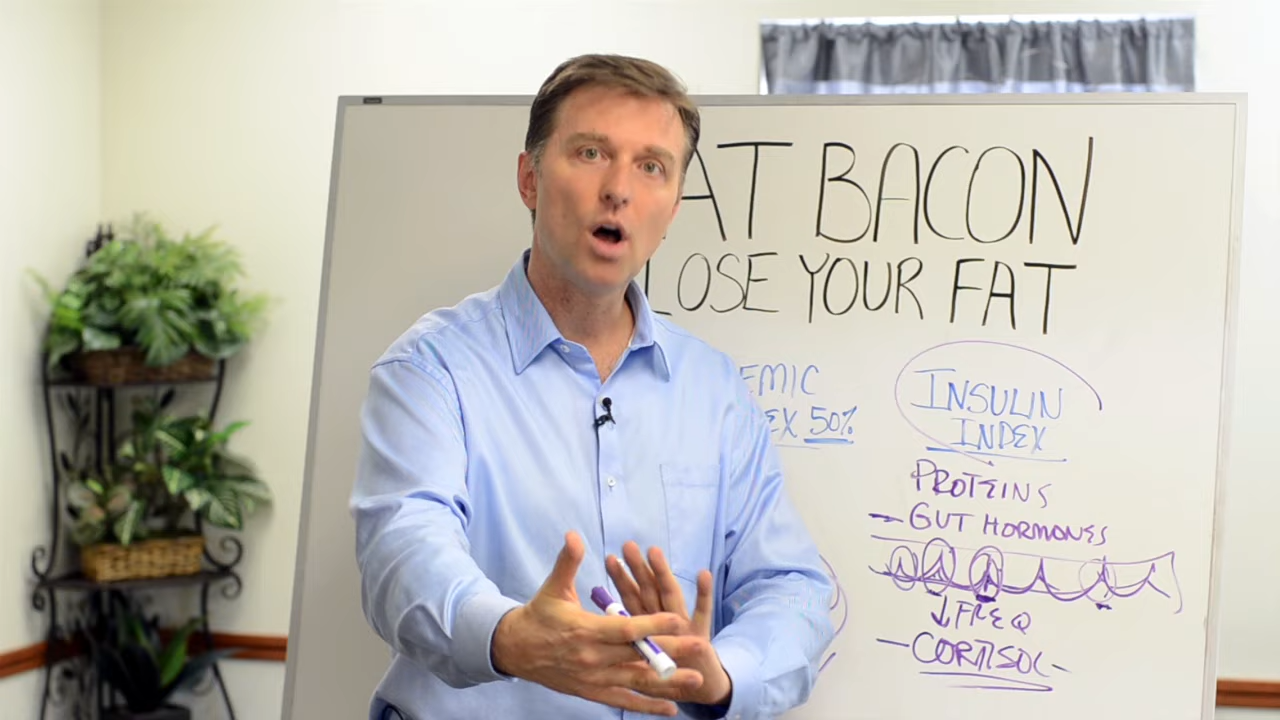 AT BACON
LOSE YOUR FAT
EMIC
EX 50%
INSULIN
INDEX
PROTEINS
- GUT HORMONES
↓FREQ
- CORTISOL -